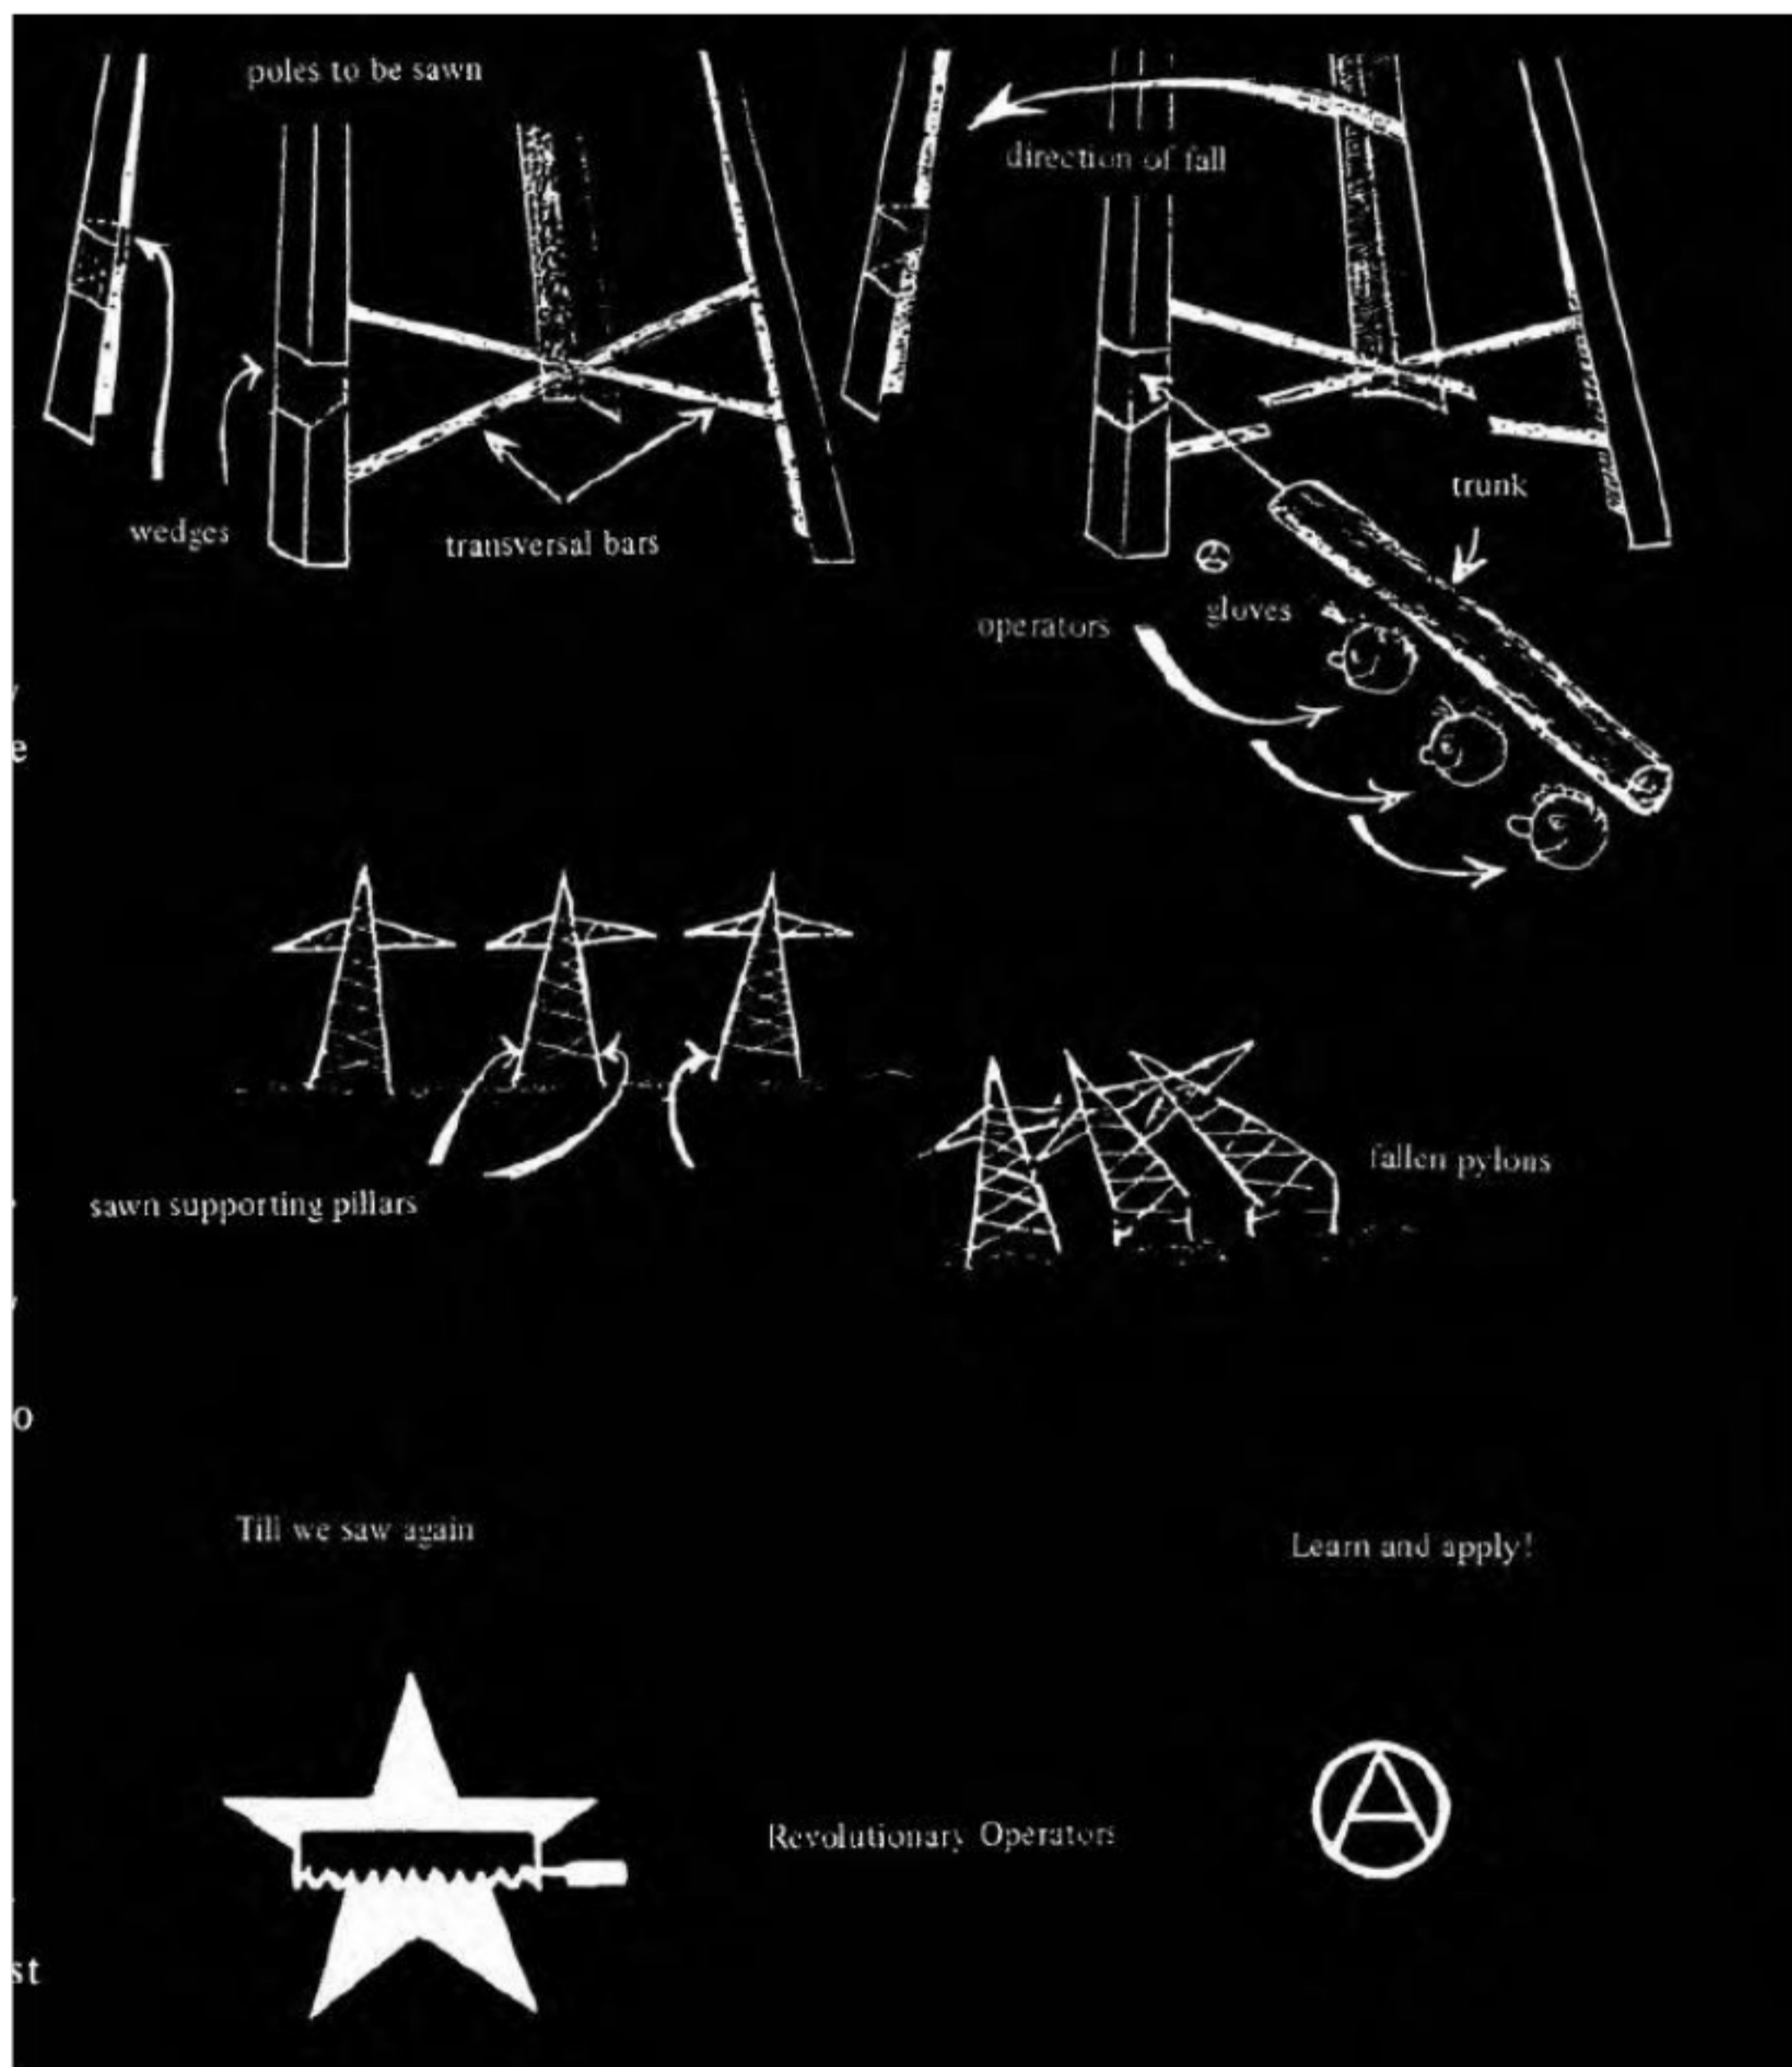 poles to be sawn
direction of fall
wedges
transversal bars
trunk
operators
gloves
sawn supporting pillars
fallen pylons
Till we saw again
Learn and apply!
Revolutionary Operators
A